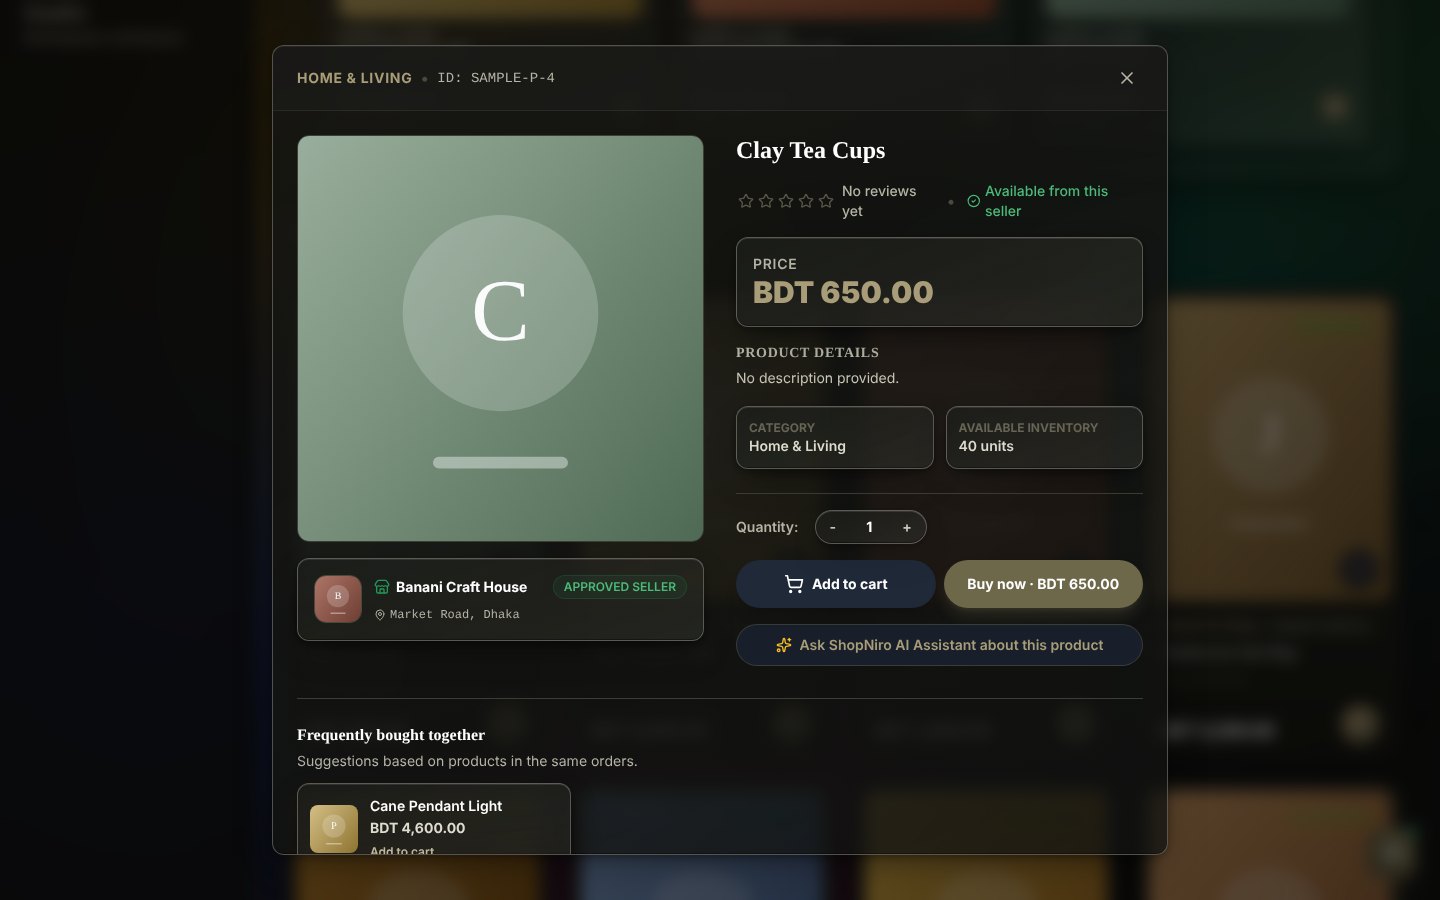 HOME & LIVING • ID: SAMPLE-P-4
C
Banani Craft House
APPROVED SELLER
B
Market Road, Dhaka
Clay Tea Cups
No reviews
yet
•
Available from this
seller
PRICE
BDT 650.00
PRODUCT DETAILS
No description provided.
CATEGORY
Home & Living
AVAILABLE INVENTORY
40 units
Quantity:
- 1 +
Add to cart
Buy now · BDT 650.00
Ask ShopNiro AI Assistant about this product
Frequently bought together
Suggestions based on products in the same orders.
P
Cane Pendant Light
BDT 4,600.00
Add to cart